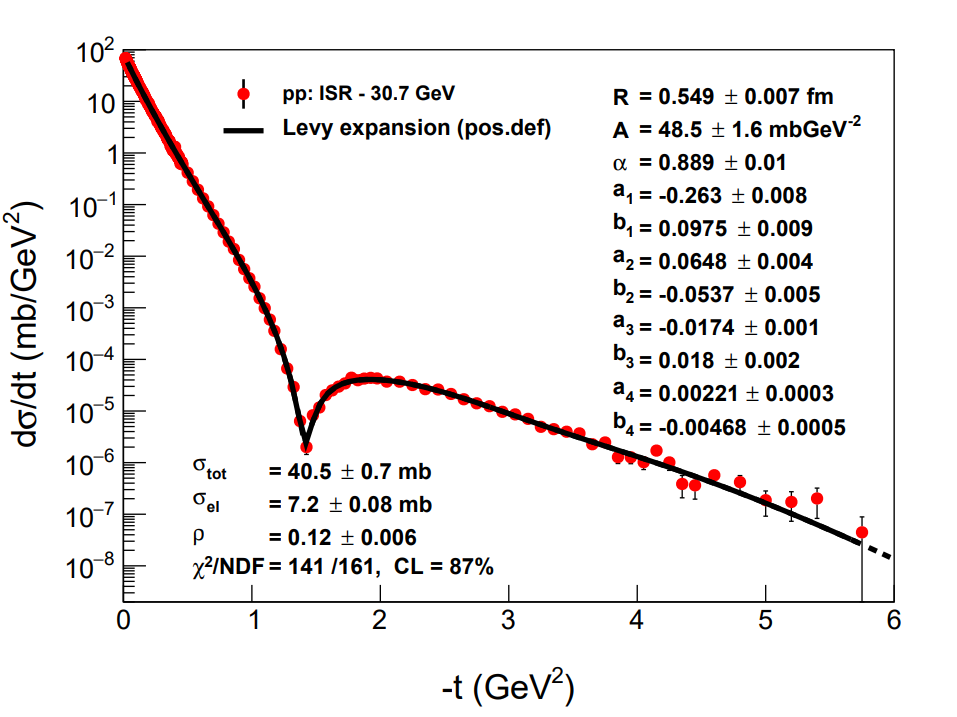 dσ/dt (mb/GeV²)
10²
10
1
10⁻¹
10⁻²
10⁻³
10⁻⁴
10⁻⁵
10⁻⁶
10⁻⁷
10⁻⁸
pp: ISR - 30.7 GeV
Levy expansion (pos.def)
R = 0.549 ± 0.007 fm
A = 48.5 ± 1.6 mbGeV⁻²
α = 0.889 ± 0.01
a₁ = -0.263 ± 0.008
b₁ = 0.0975 ± 0.009
a₂ = 0.0648 ± 0.004
b₂ = -0.0537 ± 0.005
a₃ = -0.0174 ± 0.001
b₃ = 0.018 ± 0.002
a₄ = 0.00221 ± 0.0003
b₄ = -0.00468 ± 0.0005
σtot = 40.5 ± 0.7 mb
σel = 7.2 ± 0.08 mb
ρ = 0.12 ± 0.006
χ²/NDF = 141 /161, CL = 87%
0 1 2 3 4 5 6
-t (GeV²)